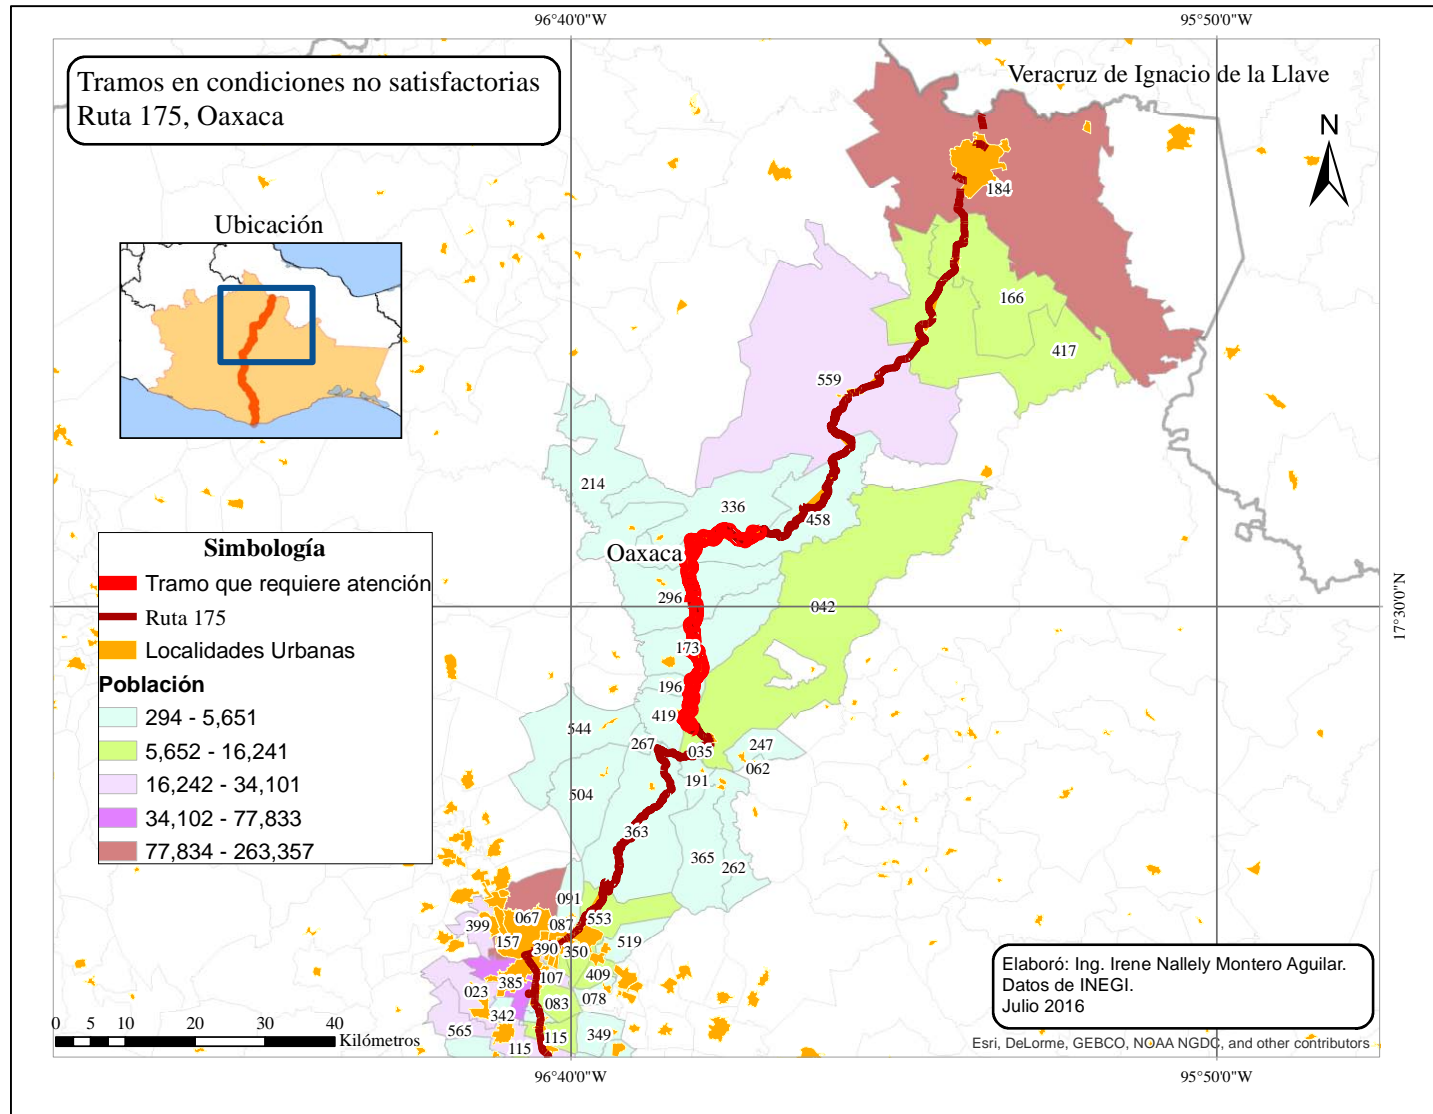 96°40'0"W
95°50'0"W
Tramos en condiciones no satisfactorias
Ruta 175, Oaxaca
Veracruz de Ignacio de la Llave
N
184
Ubicación
166
417
559
214
336
458
Simbología
Oaxaca
Tramo que requiere atención
296
042
17°30'0"N
Ruta 175
Localidades Urbanas
173
Población
196
294 - 5,651
419
544
5,652 - 16,241
267
035
247
062
16,242 - 34,101
191
504
34,102 - 77,833
363
77,834 - 263,357
365
262
091
067
087
553
399
157
390
350
519
385
107
409
023
083
078
342
565
115
115
349
Elaboró: Ing. Irene Nallely Montero Aguilar.
Datos de INEGI.
Julio 2016
0 5 10 20 30 40
Kilómetros
Esri, DeLorme, GEBCO, NOAA NGDC, and other contributors
96°40'0"W
95°50'0"W